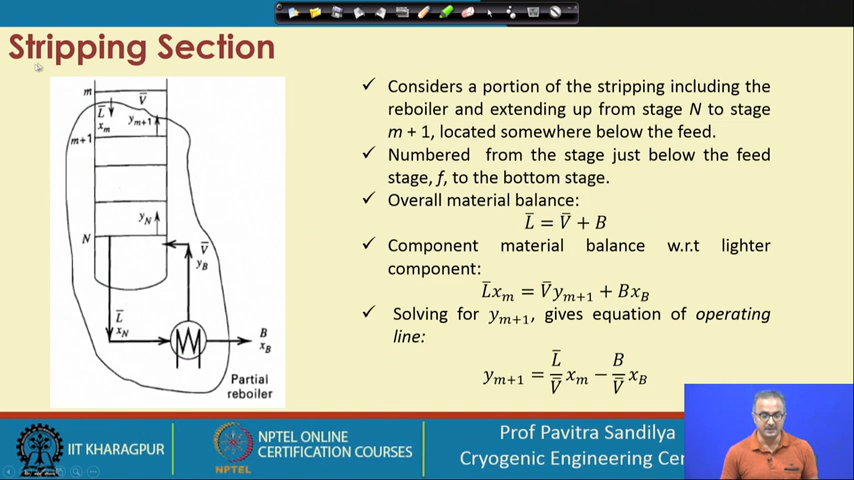 Stripping Section
m
V̄
L̄
x_m
y_{m+1}
m+1
y_N
N
V̄
y_B
L̄
x_N
B
x_B
Partial
reboiler
✓ Considers a portion of the stripping including the
reboiler and extending up from stage N to stage
m + 1, located somewhere below the feed.
✓ Numbered from the stage just below the feed
stage, f, to the bottom stage.
✓ Overall material balance:
L̄ = V̄ + B
✓ Component material balance w.r.t lighter
component:
L̄x_m = V̄y_{m+1} + Bx_B
✓ Solving for y_{m+1}, gives equation of operating
line:
y_{m+1} = L̄/V̄ x_m − B/V̄ x_B
IIT KHARAGPUR
NPTEL
NPTEL ONLINE
CERTIFICATION COURSES
Prof Pavitra Sandilya
Cryogenic Engineering Cen